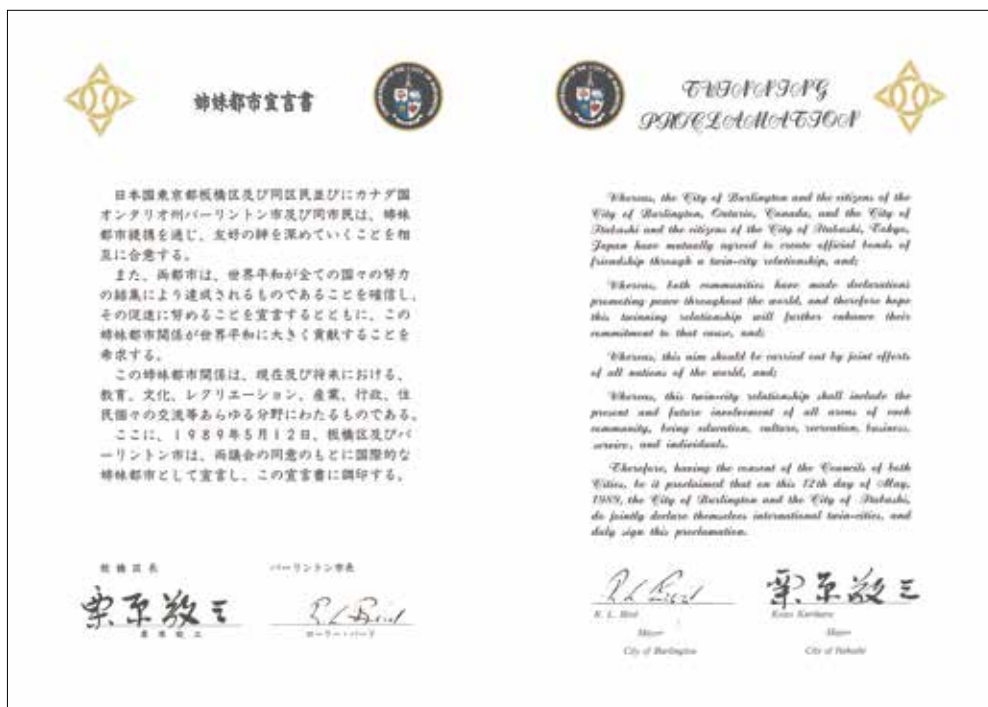 姉妹都市宣言書
日本国東京都板橋区及び同区民並びにカナダ国
オンタリオ州バーリントン市及び同市民は、姉妹
都市提携を通じ、友好の絆を深めていくことを相
互に合意する。
また、両都市は、世界平和が全ての国々の努力
の結集により達成されるものであることを確信し、
その促進に努めることを宣言するとともに、この
姉妹都市関係が世界平和に大きく貢献することを
希求する。
この姉妹都市関係は、現在及び将来における、
教育、文化、レクリエーション、産業、行政、住
民個々の交流等あらゆる分野にわたるものである。
ここに、1989年5月12日、板橋区及びバ
ーリントン市は、両議会の同意のもとに国際的な
姉妹都市として宣言し、この宣言書に調印する。
板橋区長
バーリントン市長
栗原敬三
栗原敬三
ローリー・バード
TWINNING
PROCLAMATION
Whereas, the City of Burlington and the citizens of the
City of Burlington, Ontario, Canada, and the City of
Itabashi and the citizens of the City of Itabashi, Tokyo,
Japan have mutually agreed to create official bonds of
friendship through a twin-city relationship, and;
Whereas, both communities have made declarations
promoting peace throughout the world, and therefore hope
this twinning relationship will further enhance their
commitment to that cause, and;
Whereas, this aim should be carried out by joint efforts
of all nations of the world, and;
Whereas, this twin-city relationship shall include the
present and future involvement of all areas of each
community, being education, culture, recreation, business,
service, and individuals.
Therefore, having the consent of the Councils of both
Cities, be it proclaimed that on this 12th day of May,
1989, the City of Burlington and the City of Itabashi,
do jointly declare themselves international twin-cities, and
duly sign this proclamation.
栗原敬三
R. L. Bird
Keizo Kurihara
Mayor
Mayor
City of Burlington
City of Itabashi